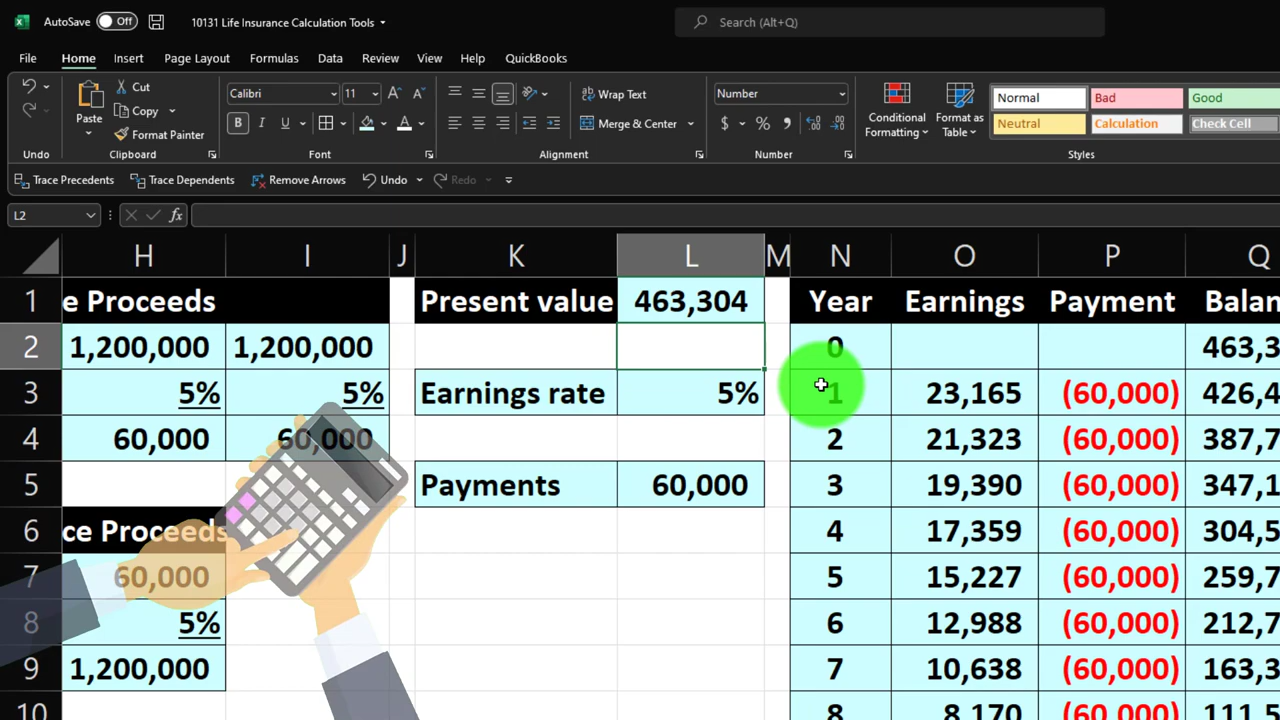 AutoSave Off 10131 Life Insurance Calculation Tools Search (Alt+Q)
File Home Insert Page Layout Formulas Data Review View Help QuickBooks
Paste Cut Copy Format Painter
Calibri 11 B I U A
Wrap Text Merge & Center
Number $ %
Conditional Formatting Format as Table
Normal Bad Good
Neutral Calculation Check Cell
Undo Clipboard Font Alignment Number Styles
Trace Precedents Trace Dependents Remove Arrows Undo Redo
L2 fx
H I J K L M N O P Q
1 e Proceeds Present value 463,304 Year Earnings Payment Balan
2 1,200,000 1,200,000 0 463,3
3 5% 5% Earnings rate 5% 1 23,165 (60,000) 426,4
4 60,000 60,000 2 21,323 (60,000) 387,7
5 Payments 60,000 3 19,390 (60,000) 347,1
6 ce Proceeds 4 17,359 (60,000) 304,5
7 60,000 5 15,227 (60,000) 259,7
8 5% 6 12,988 (60,000) 212,7
9 1,200,000 7 10,638 (60,000) 163,3
10 8 8,170 (60,000) 111,5